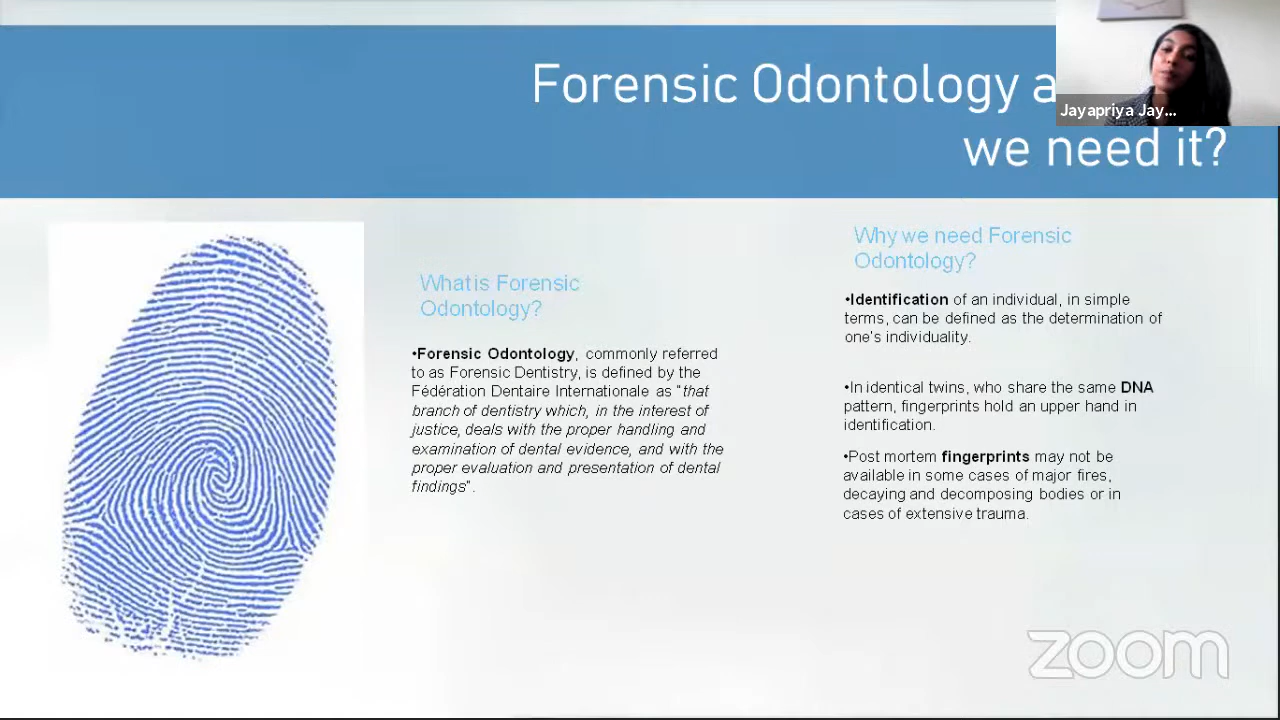 Forensic Odontology a
we need it?
Jayapriya Jay...
What is Forensic
Odontology?
•Forensic Odontology, commonly referred
to as Forensic Dentistry, is defined by the
Fédération Dentaire Internationale as “that
branch of dentistry which, in the interest of
justice, deals with the proper handling and
examination of dental evidence, and with the
proper evaluation and presentation of dental
findings”.
Why we need Forensic
Odontology?
•Identification of an individual, in simple
terms, can be defined as the determination of
one's individuality.
•In identical twins, who share the same DNA
pattern, fingerprints hold an upper hand in
identification.
•Post mortem fingerprints may not be
available in some cases of major fires,
decaying and decomposing bodies or in
cases of extensive trauma.
zoom